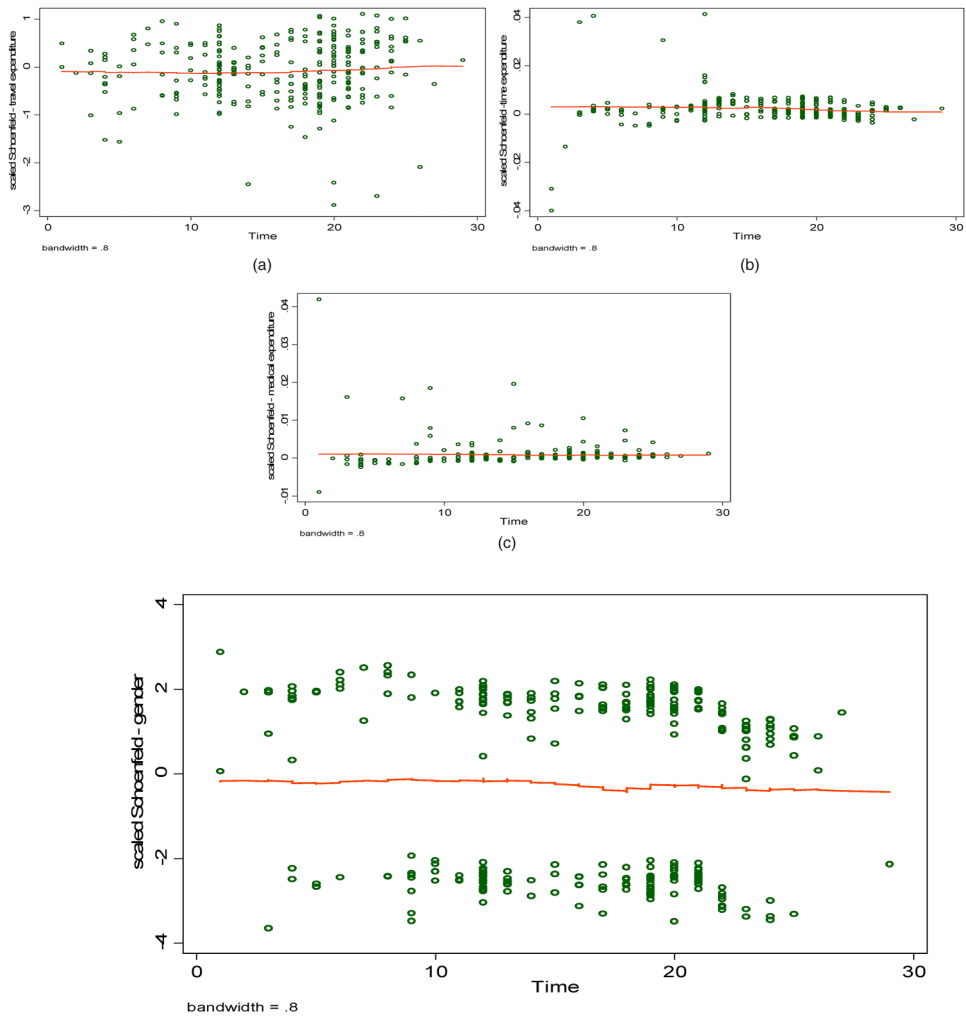 scaled Schoenfeld - travel expenditure
1
0
-1
-2
-3
0
10
20
30
Time
bandwidth = .8
(a)
scaled Schoenfeld - time expenditure
.04
.02
0
-.02
-.04
0
10
20
30
Time
bandwidth = .8
(b)
scaled Schoenfeld - medical expenditure
.04
.03
.02
.01
0
-.01
0
10
20
30
Time
bandwidth = .8
(c)
scaled Schoenfeld - gender
4
2
0
-2
-4
0
10
20
30
Time
bandwidth = .8